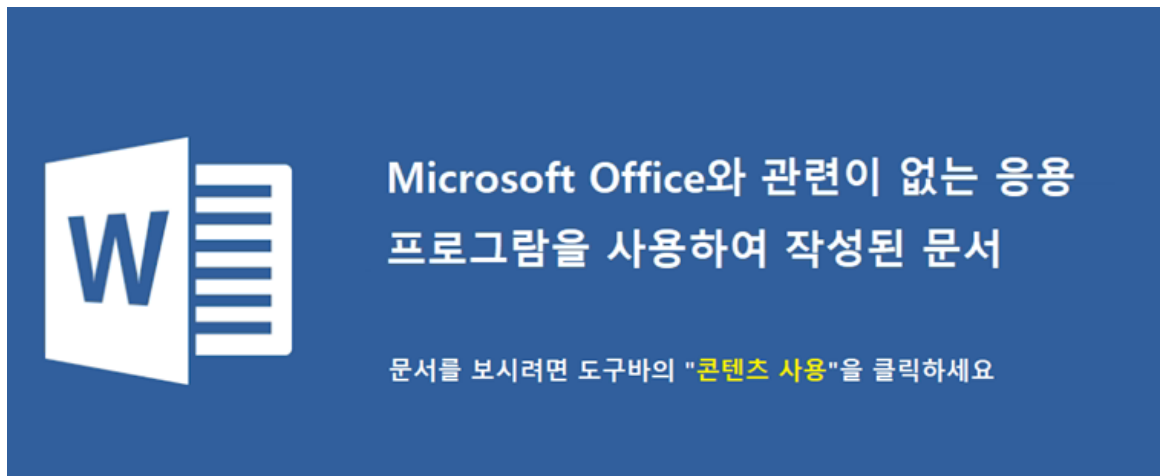 W
Microsoft Office와 관련이 없는 응용
프로그람을 사용하여 작성된 문서
문서를 보시려면 도구바의 "콘텐츠 사용"을 클릭하세요